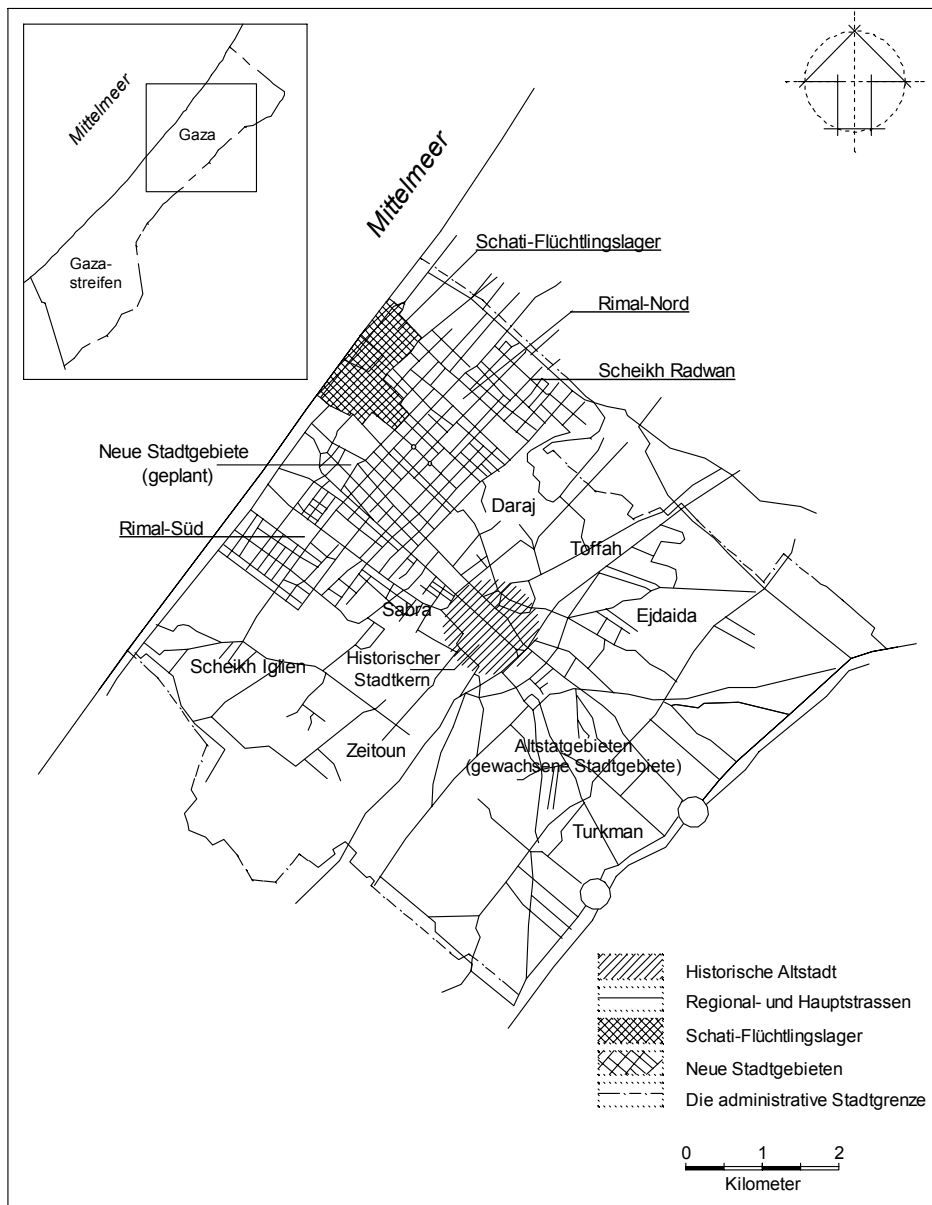 Mittelmeer
Gaza
Gaza-
streifen
Mittelmeer
Schati-Flüchtlingslager
Rimal-Nord
Scheikh Radwan
Neue Stadtgebiete
(geplant)
Daraj
Rimal-Süd
Toffah
Sabra
Ejdaida
Historischer
Stadtkern
Scheikh Iglien
Zeitoun
Altstatgebieten
(gewachsene Stadtgebiete)
Turkman
Historische Altstadt
Regional- und Hauptstrassen
Schati-Flüchtlingslager
Neue Stadtgebieten
Die administrative Stadtgrenze
0 1 2
Kilometer